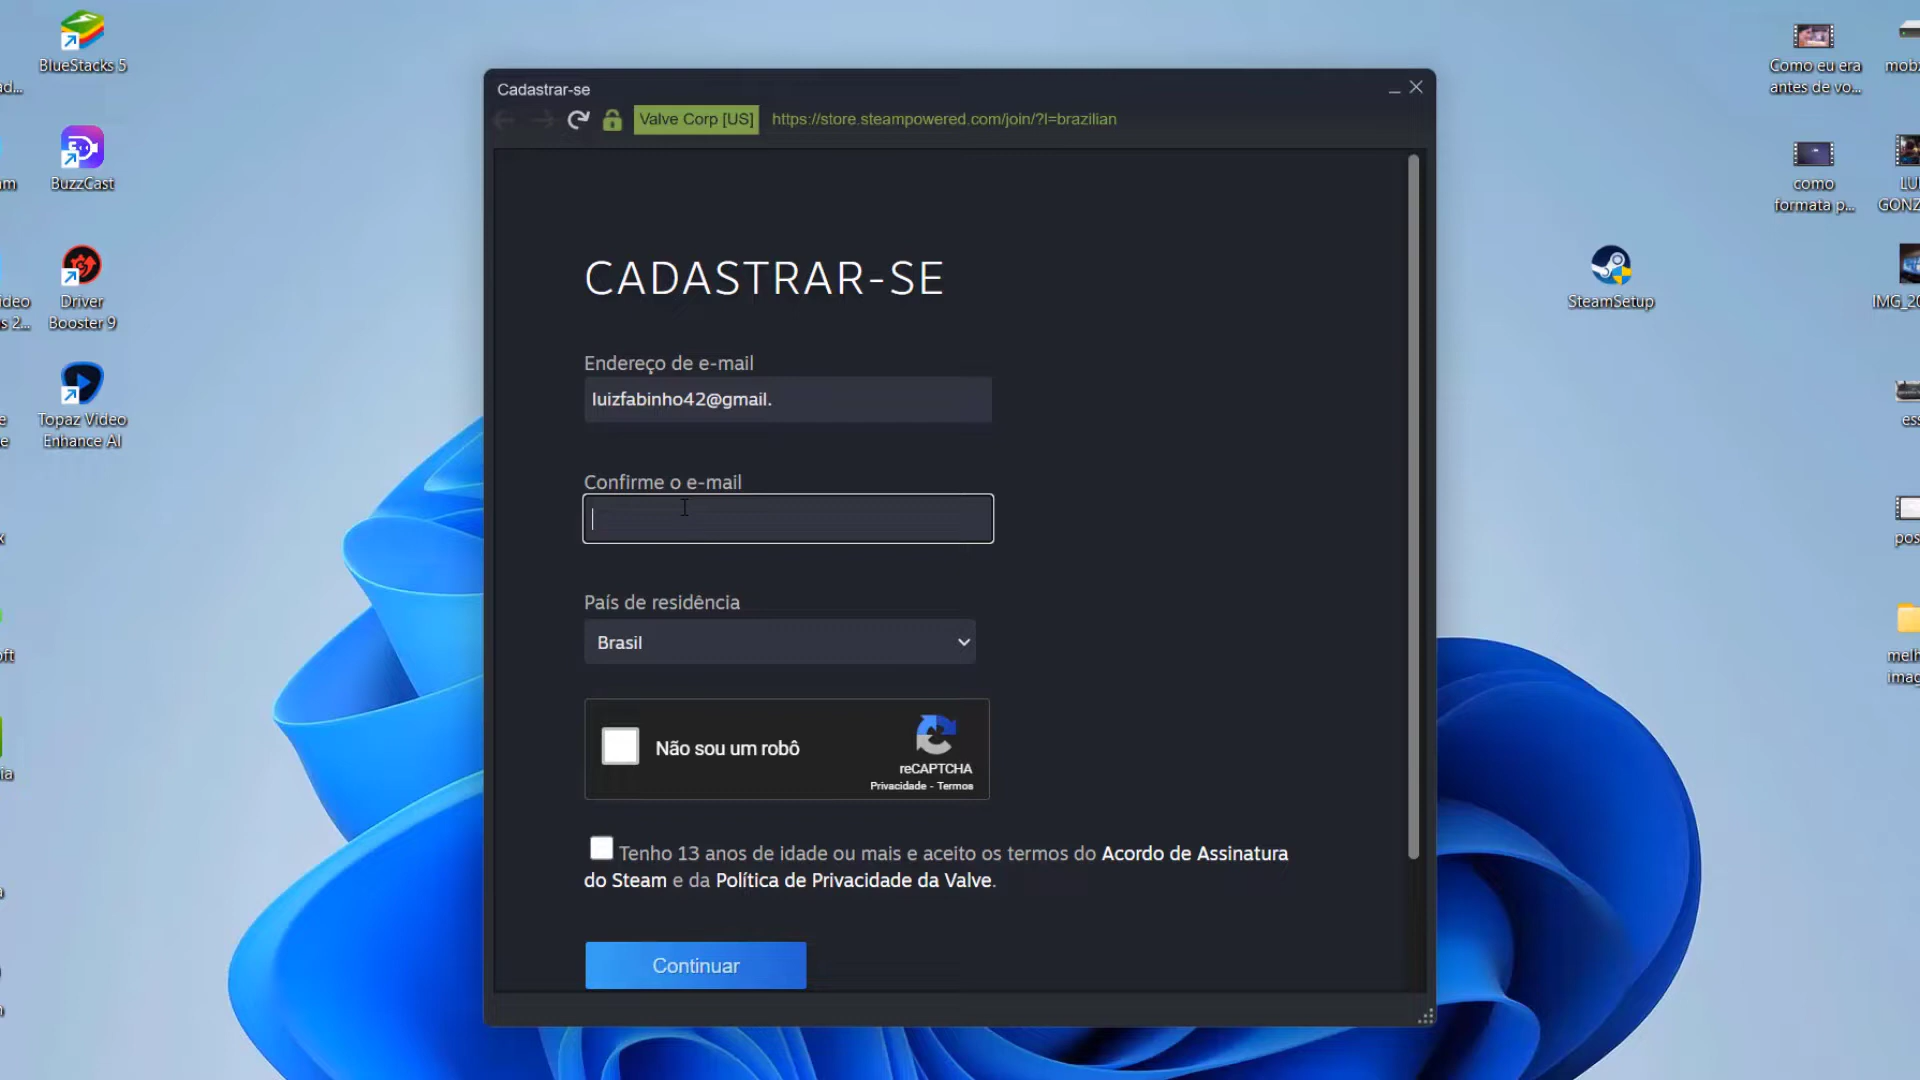 BlueStacks 5
BuzzCast
Driver
Booster 9
Topaz Video
Enhance AI
Cadastrar-se
Valve Corp [US]
https://store.steampowered.com/join/?l=brazilian
CADASTRAR-SE
Endereço de e-mail
luizfabinho42@gmail.
Confirme o e-mail
País de residência
Brasil
Não sou um robô
reCAPTCHA
Privacidade - Termos
Tenho 13 anos de idade ou mais e aceito os termos do Acordo de Assinatura
do Steam e da Política de Privacidade da Valve.
Continuar
SteamSetup
Como eu era
antes de vo...
como
formata p...